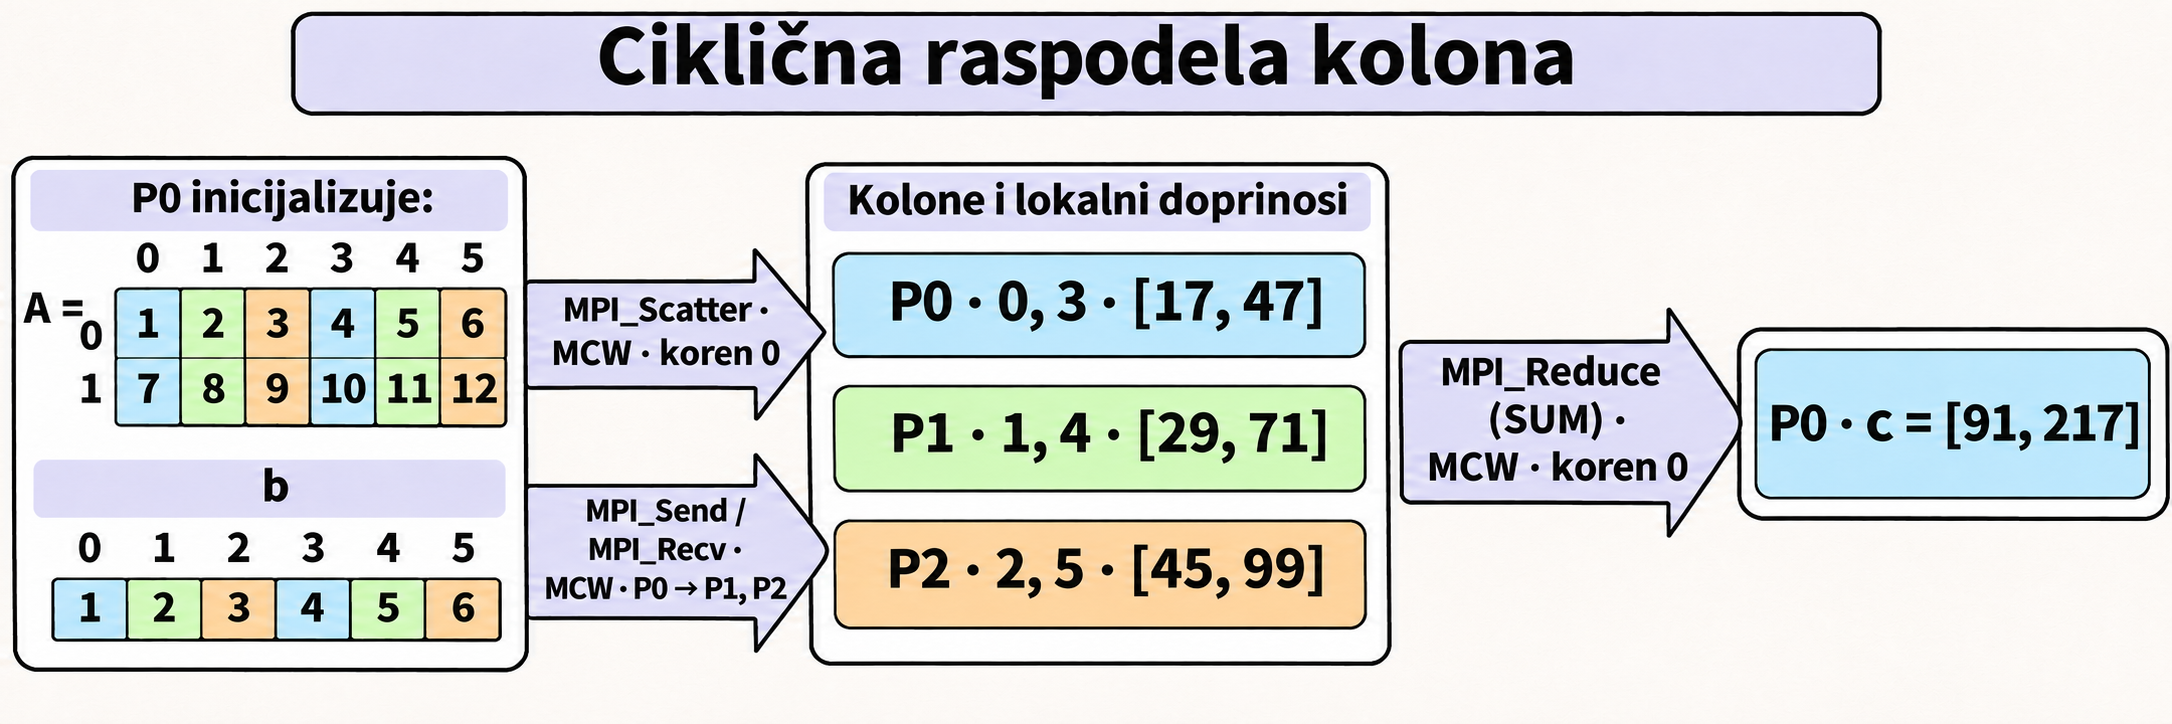 Ciklična raspodela kolona
P0 inicijalizuje:
0 1 2 3 4 5
A =
0 1 2 3 4 5 6
1 7 8 9 10 11 12
b
0 1 2 3 4 5
1 2 3 4 5 6
MPI_Scatter ·
MCW · koren 0
MPI_Send /
MPI_Recv ·
MCW · P0 → P1, P2
Kolone i lokalni doprinosi
P0 · 0, 3 · [17, 47]
P1 · 1, 4 · [29, 71]
P2 · 2, 5 · [45, 99]
MPI_Reduce
(SUM) ·
MCW · koren 0
P0 · c = [91, 217]